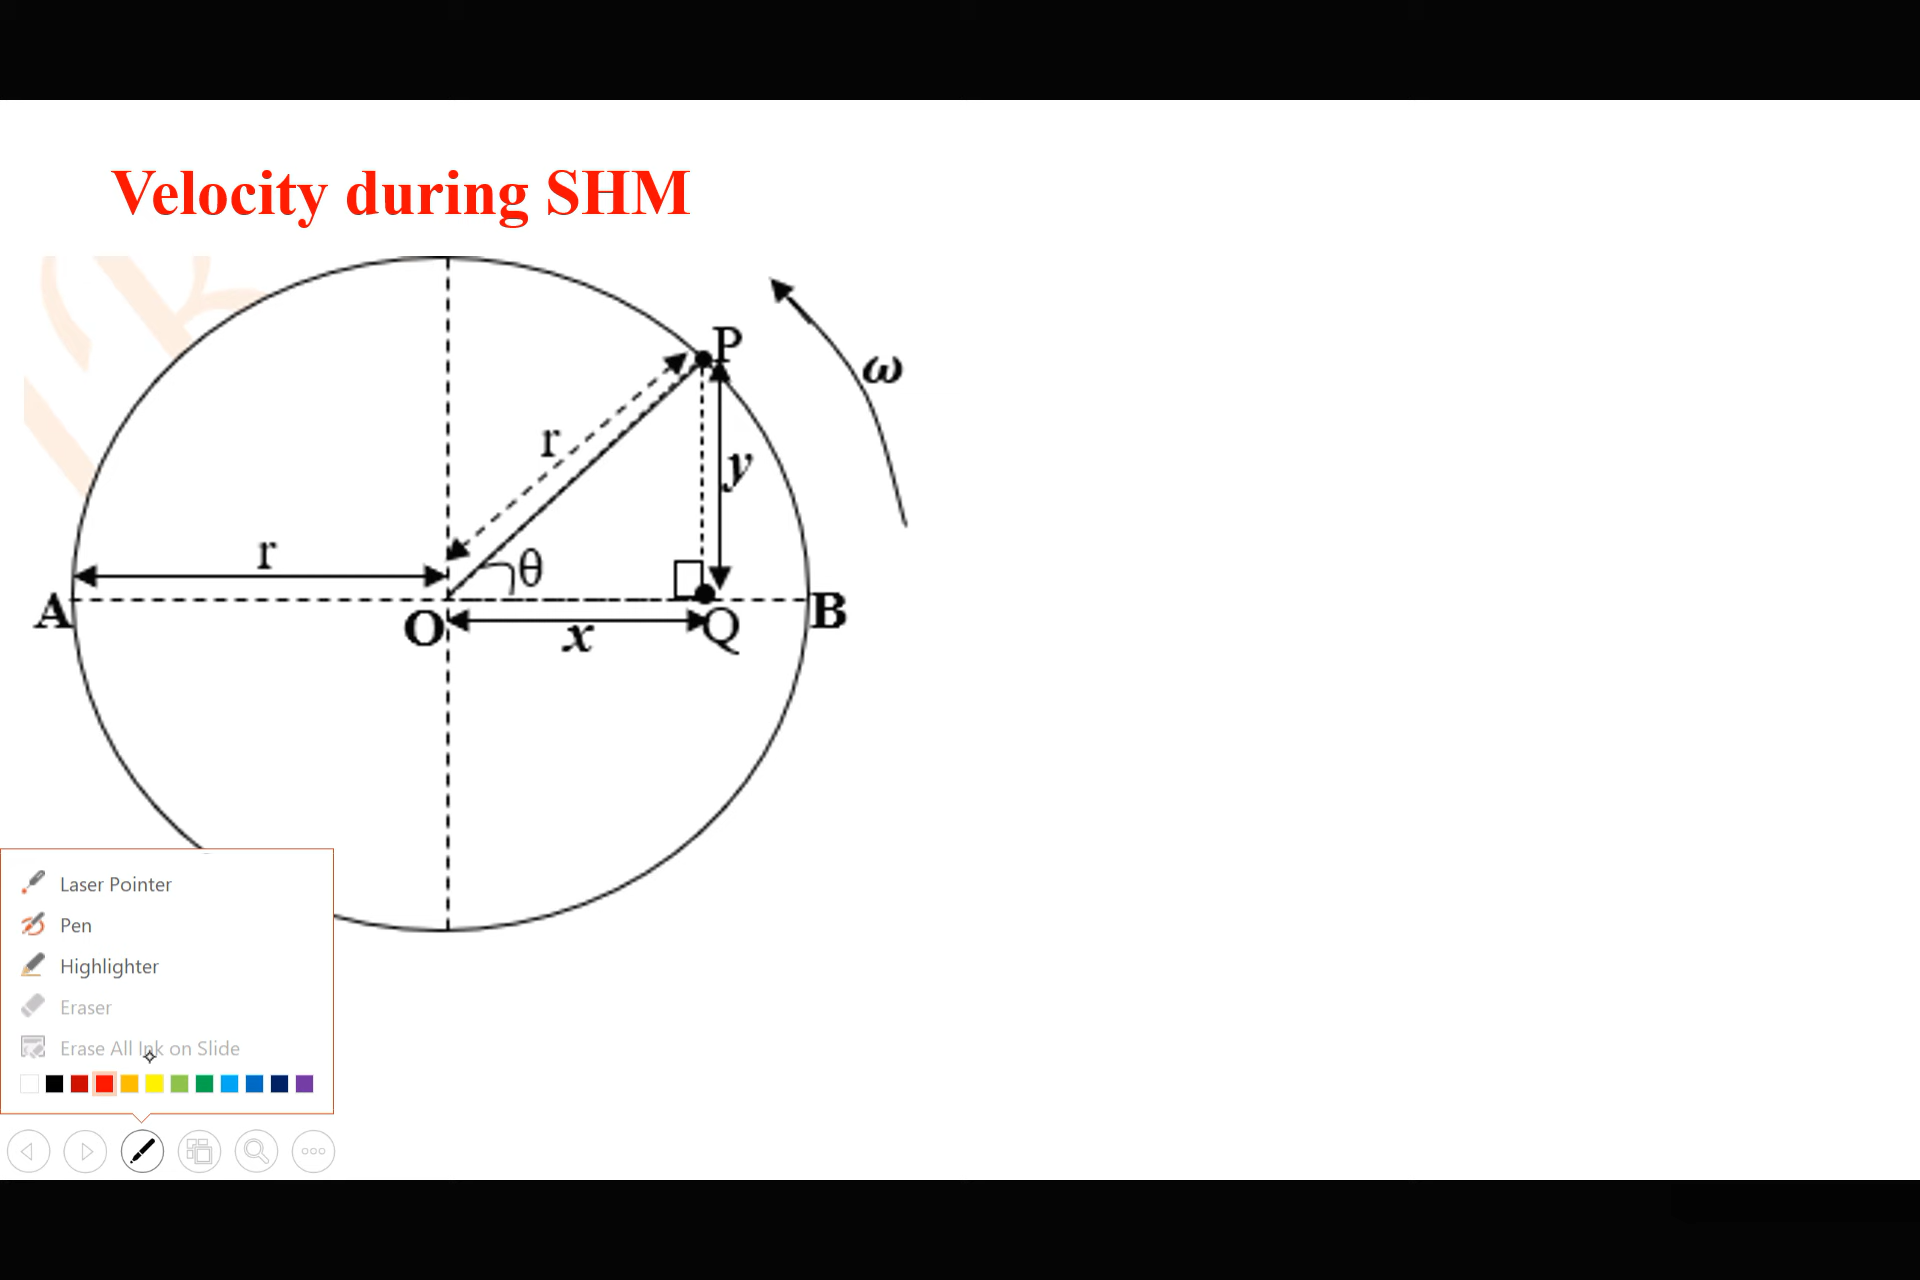 Velocity during SHM
P
ω
r
y
r
θ
A
O
x
Q
B
Laser Pointer
Pen
Highlighter
Eraser
Erase All Ink on Slide